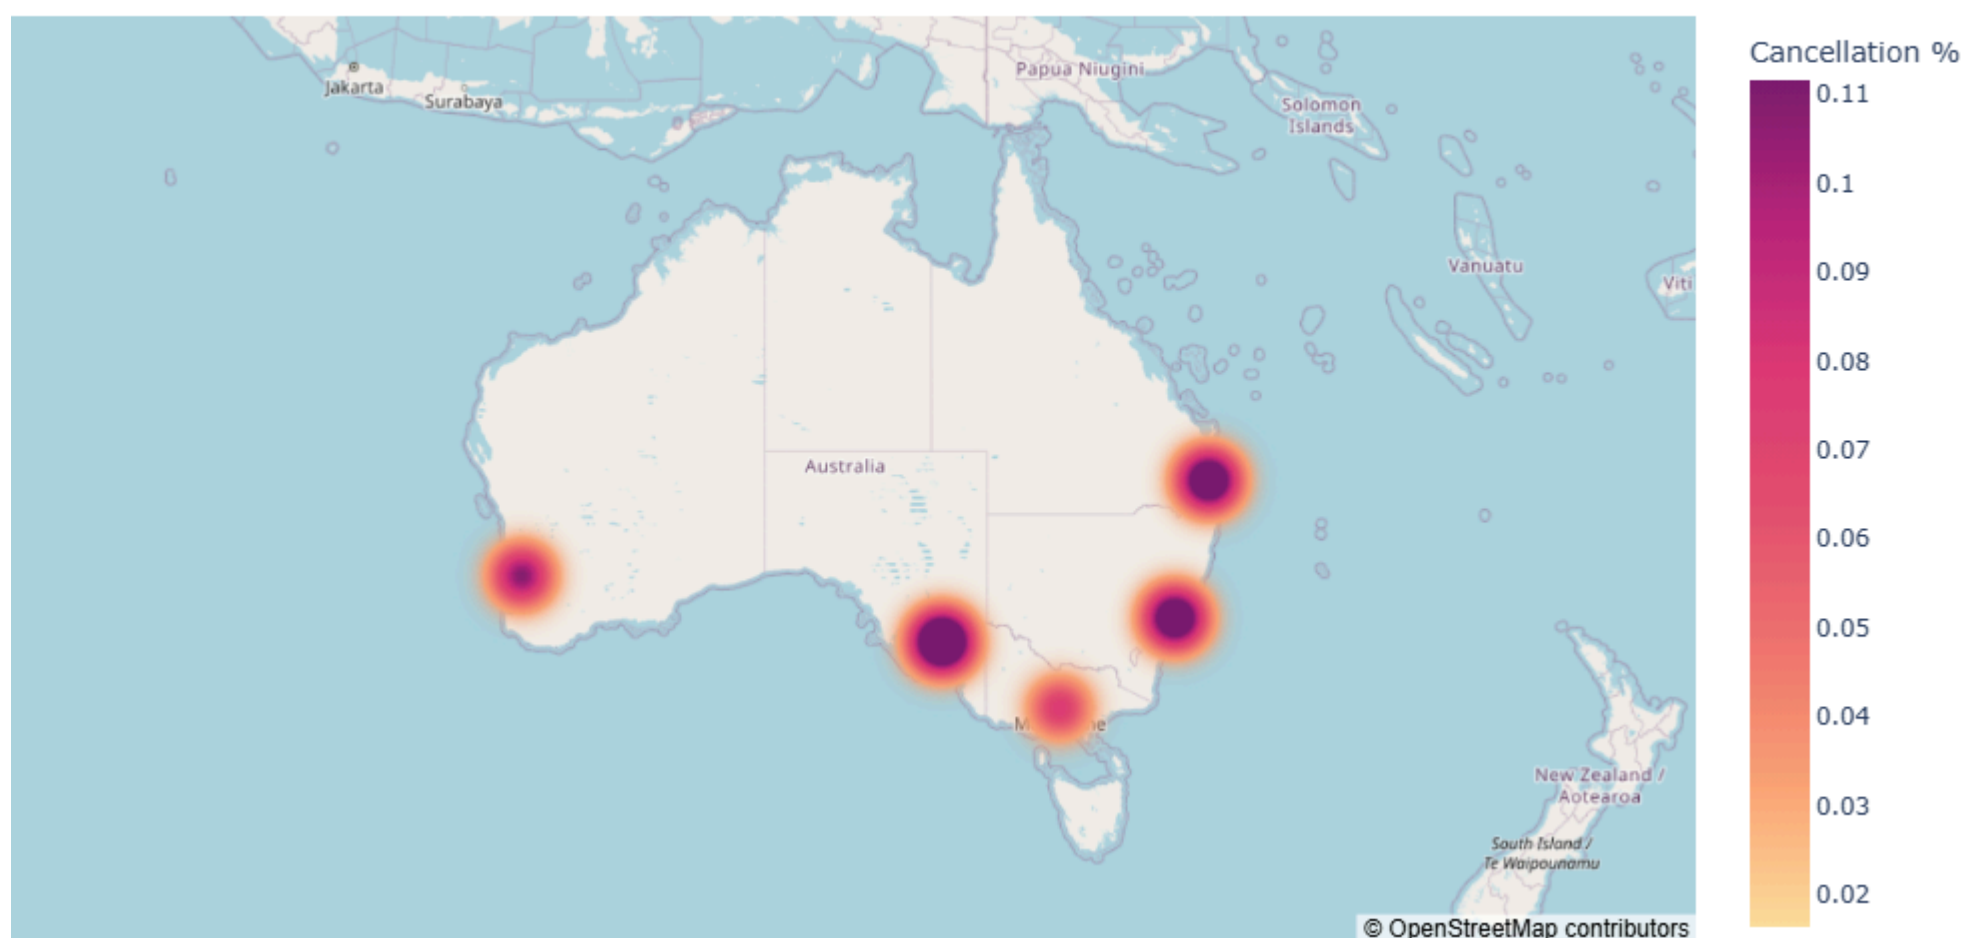 Cancellation %
0.11
0.1
0.09
0.08
0.07
0.06
0.05
0.04
0.03
0.02
Jakarta
Surabaya
Papua Niugini
Solomon
Islands
Vanuatu
Viti
Australia
New Zealand /
Aotearoa
South Island /
Te Waipounamu
© OpenStreetMap contributors